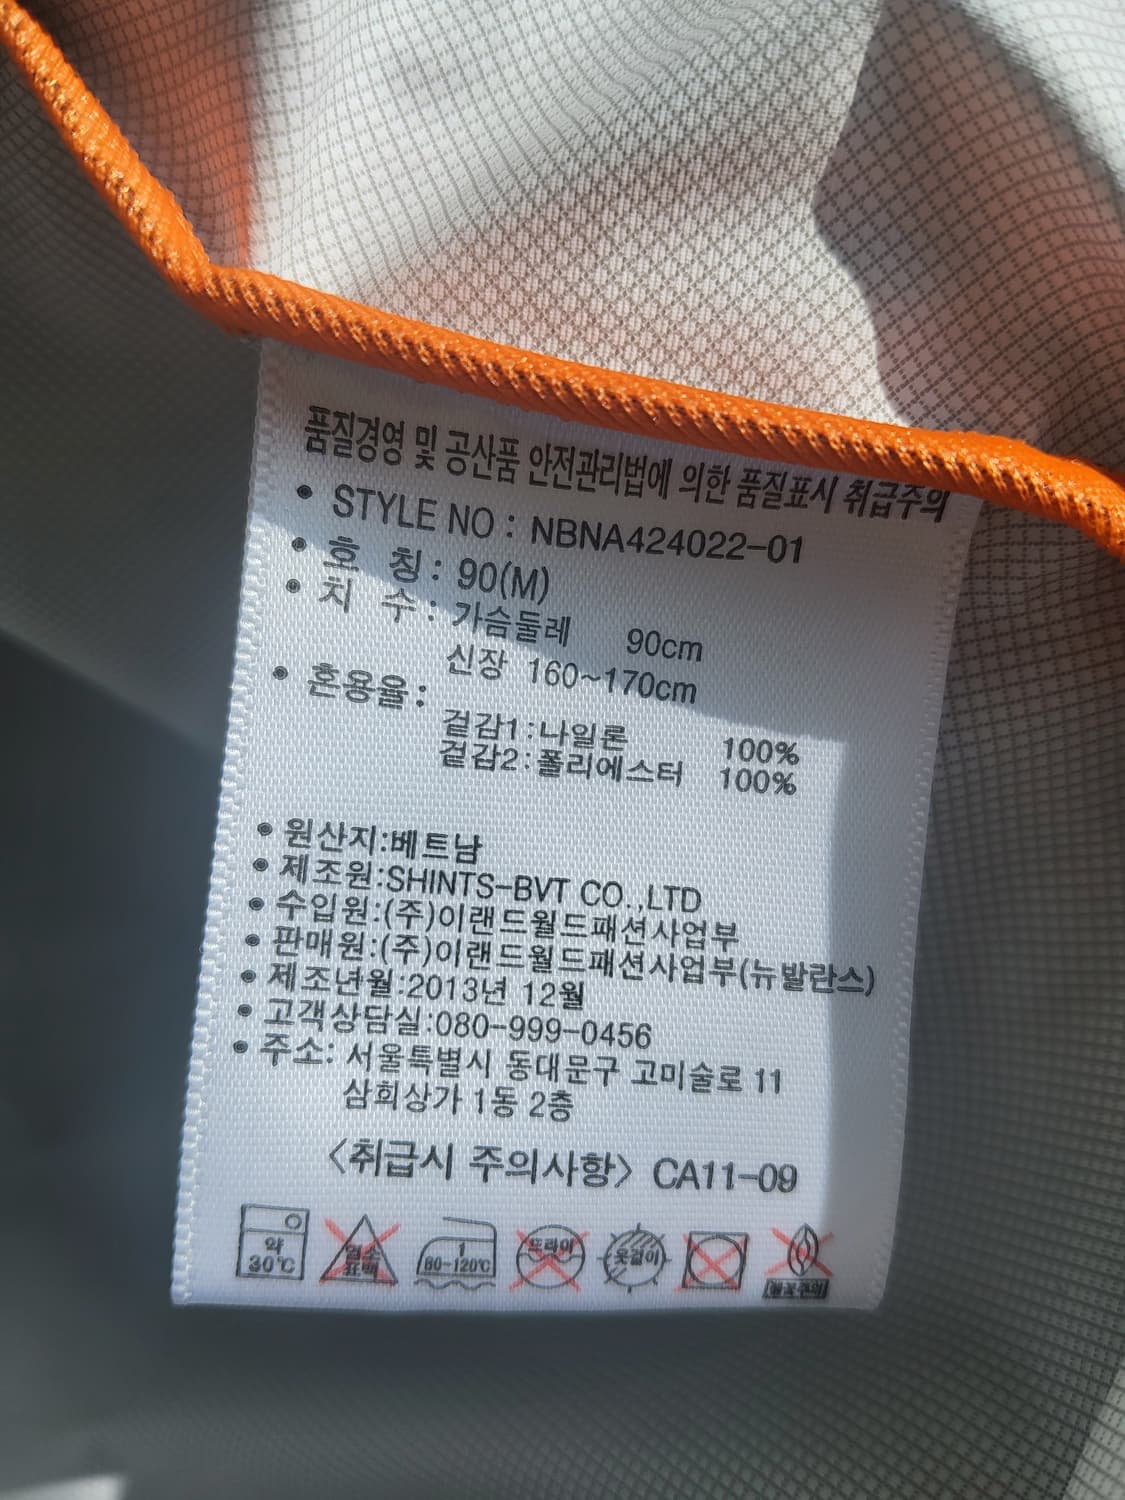 품질경영 및 공산품 안전관리법에 의한 품질표시 취급주의
• STYLE NO : NBNA424022-01
• 호 칭 : 90(M)
• 치 수 : 가슴둘레 90cm
신장 160~170cm
• 혼용율 :
겉감1:나일론 100%
겉감2:폴리에스터 100%
• 원산지:베트남
• 제조원:SHINTS-BVT CO.,LTD
• 수입원:(주)이랜드월드패션사업부
• 판매원:(주)이랜드월드패션사업부(뉴발란스)
• 제조년월:2013년 12월
• 고객상담실:080-999-0456
• 주소: 서울특별시 동대문구 고미술로 11
삼희상가 1동 2층
<취급시 주의사항> CA11-09
약 30℃ 염소 표백 1 80-120℃ 드라이 옷걸이 불꽃주의